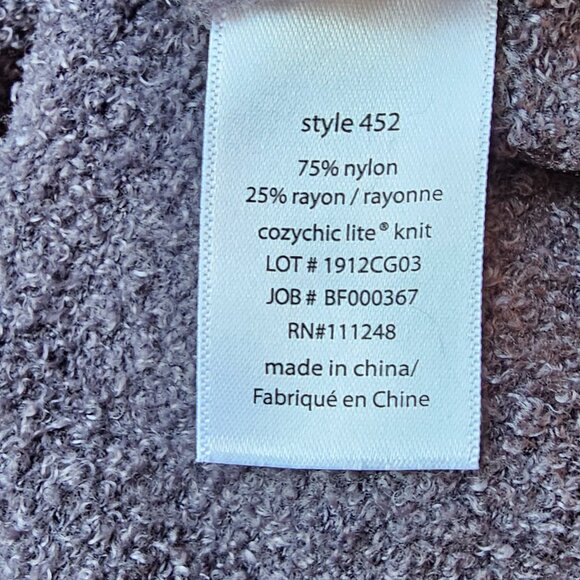 style 452
75% nylon
25% rayon / rayonne
cozychic lite® knit
LOT # 1912CG03
JOB # BF000367
RN#111248
made in china/
Fabriqué en Chine